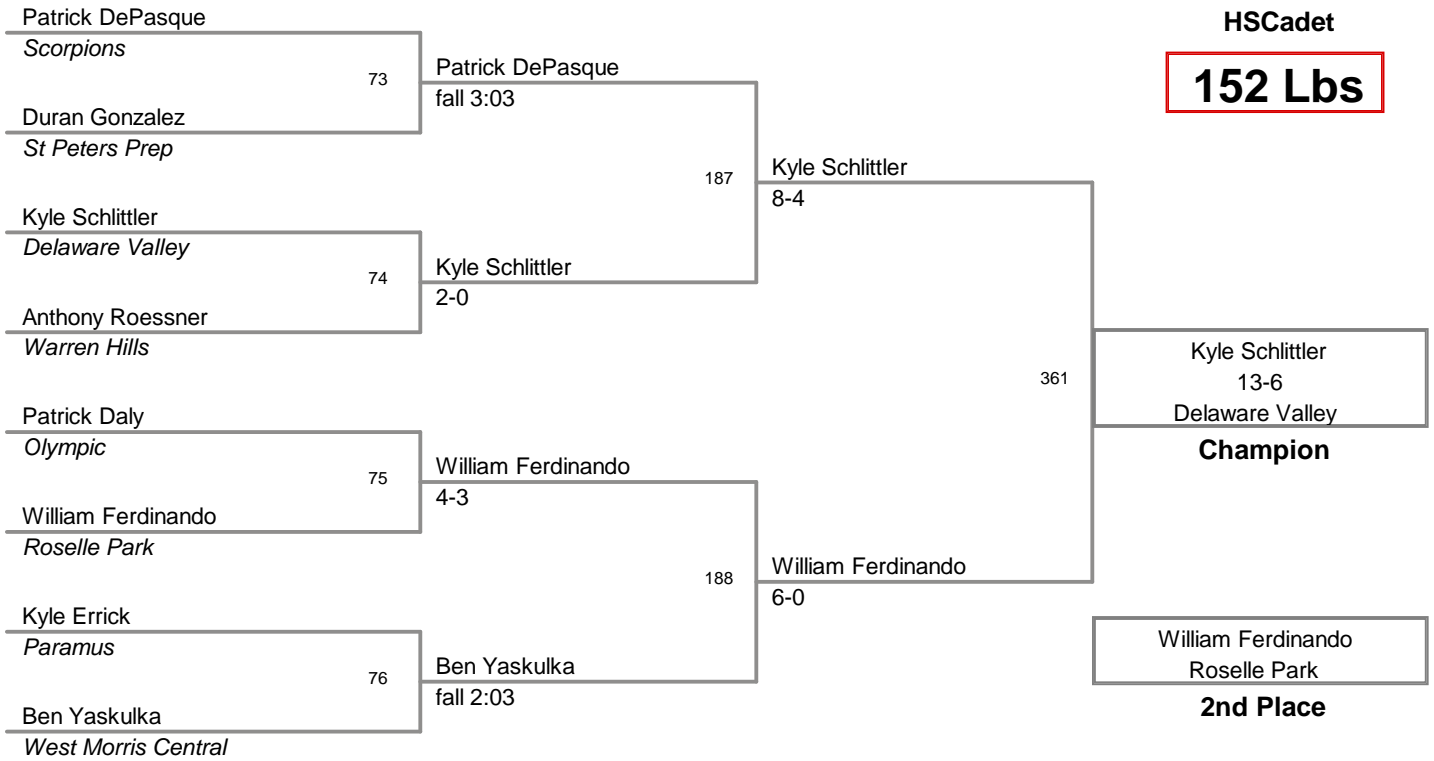 Patrick DePasque
Scorpions
HSCadet
152 Lbs
73
Patrick DePasque
fall 3:03
Duran Gonzalez
St Peters Prep
187
Kyle Schlittler
8-4
Kyle Schlittler
Delaware Valley
74
Kyle Schlittler
2-0
Anthony Roessner
Warren Hills
361
Kyle Schlittler
13-6
Delaware Valley
Champion
Patrick Daly
Olympic
75
William Ferdinando
4-3
William Ferdinando
Roselle Park
188
William Ferdinando
6-0
Kyle Errick
Paramus
76
Ben Yaskulka
fall 2:03
Ben Yaskulka
West Morris Central
William Ferdinando
Roselle Park
2nd Place